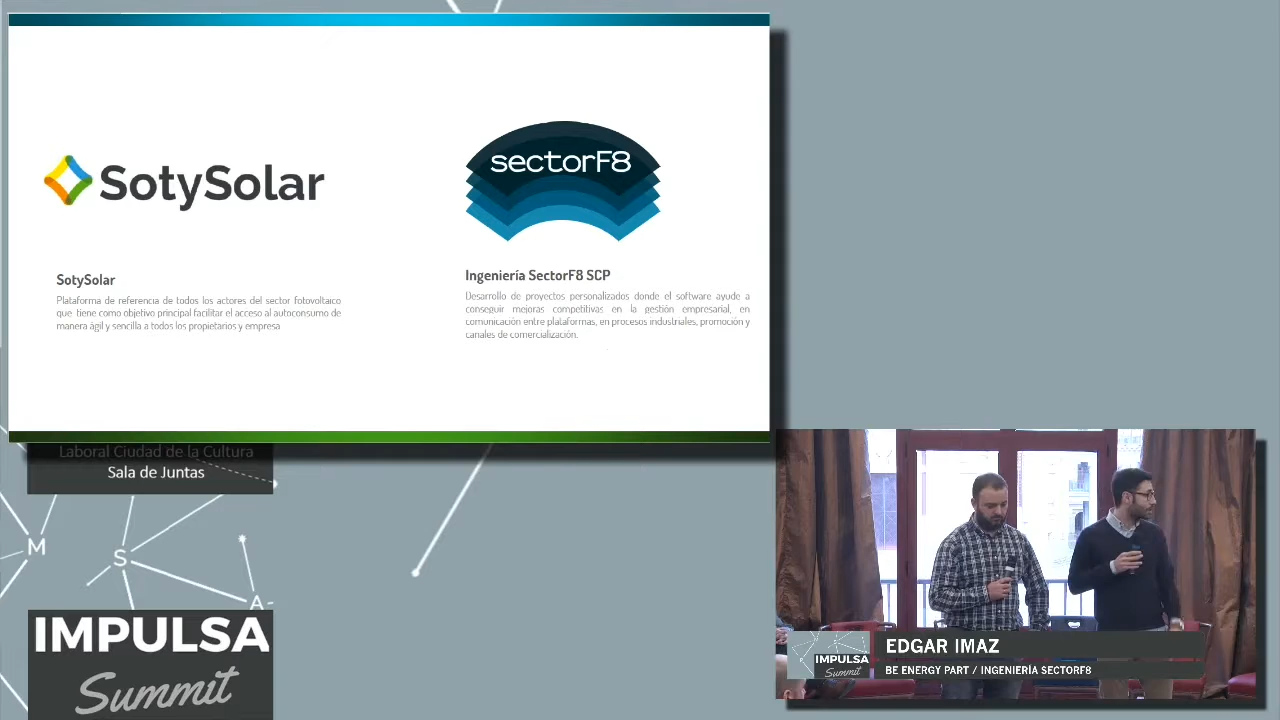 SotySolar
sectorF8
SotySolar
Plataforma de referencia de todos los actores del sector fotovoltaico
que tiene como objetivo principal facilitar el acceso al autoconsumo de
manera ágil y sencilla a todos los propietarios y empresa
Ingeniería SectorF8 SCP
Desarrollo de proyectos personalizados donde el software ayude a
conseguir mejoras competitivas en la gestión empresarial, en
comunicación entre plataformas, en procesos industriales, promoción y
canales de comercialización.
Laboral Ciudad de la Cultura
Sala de Juntas
M
S
A
IMPULSA
Summit
IMPULSA
Summit
EDGAR IMAZ
BE ENERGY PART / INGENIERÍA SECTORF8